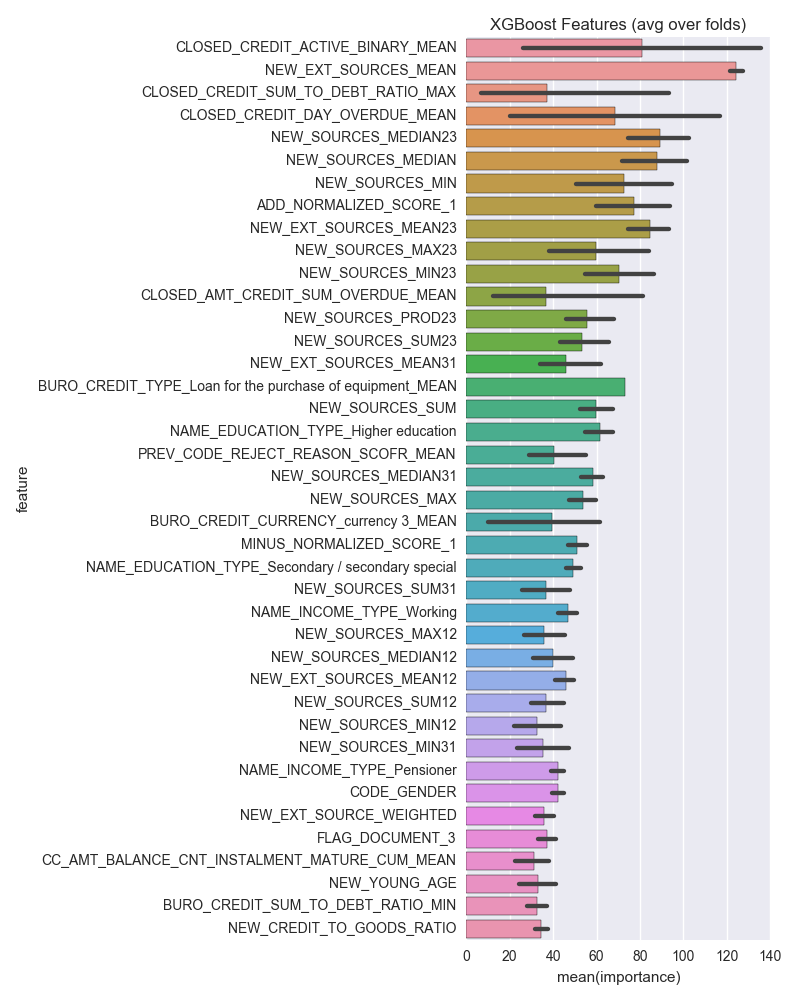 XGBoost Features (avg over folds)
CLOSED_CREDIT_ACTIVE_BINARY_MEAN
NEW_EXT_SOURCES_MEAN
CLOSED_CREDIT_SUM_TO_DEBT_RATIO_MAX
CLOSED_CREDIT_DAY_OVERDUE_MEAN
NEW_SOURCES_MEDIAN23
NEW_SOURCES_MEDIAN
NEW_SOURCES_MIN
ADD_NORMALIZED_SCORE_1
NEW_EXT_SOURCES_MEAN23
NEW_SOURCES_MAX23
NEW_SOURCES_MIN23
CLOSED_AMT_CREDIT_SUM_OVERDUE_MEAN
NEW_SOURCES_PROD23
NEW_SOURCES_SUM23
NEW_EXT_SOURCES_MEAN31
BURO_CREDIT_TYPE_Loan for the purchase of equipment_MEAN
NEW_SOURCES_SUM
NAME_EDUCATION_TYPE_Higher education
PREV_CODE_REJECT_REASON_SCOFR_MEAN
NEW_SOURCES_MEDIAN31
NEW_SOURCES_MAX
BURO_CREDIT_CURRENCY_currency 3_MEAN
MINUS_NORMALIZED_SCORE_1
NAME_EDUCATION_TYPE_Secondary / secondary special
NEW_SOURCES_SUM31
NAME_INCOME_TYPE_Working
NEW_SOURCES_MAX12
NEW_SOURCES_MEDIAN12
NEW_EXT_SOURCES_MEAN12
NEW_SOURCES_SUM12
NEW_SOURCES_MIN12
NEW_SOURCES_MIN31
NAME_INCOME_TYPE_Pensioner
CODE_GENDER
NEW_EXT_SOURCE_WEIGHTED
FLAG_DOCUMENT_3
CC_AMT_BALANCE_CNT_INSTALMENT_MATURE_CUM_MEAN
NEW_YOUNG_AGE
BURO_CREDIT_SUM_TO_DEBT_RATIO_MIN
NEW_CREDIT_TO_GOODS_RATIO
feature
0 20 40 60 80 100 120 140
mean(importance)